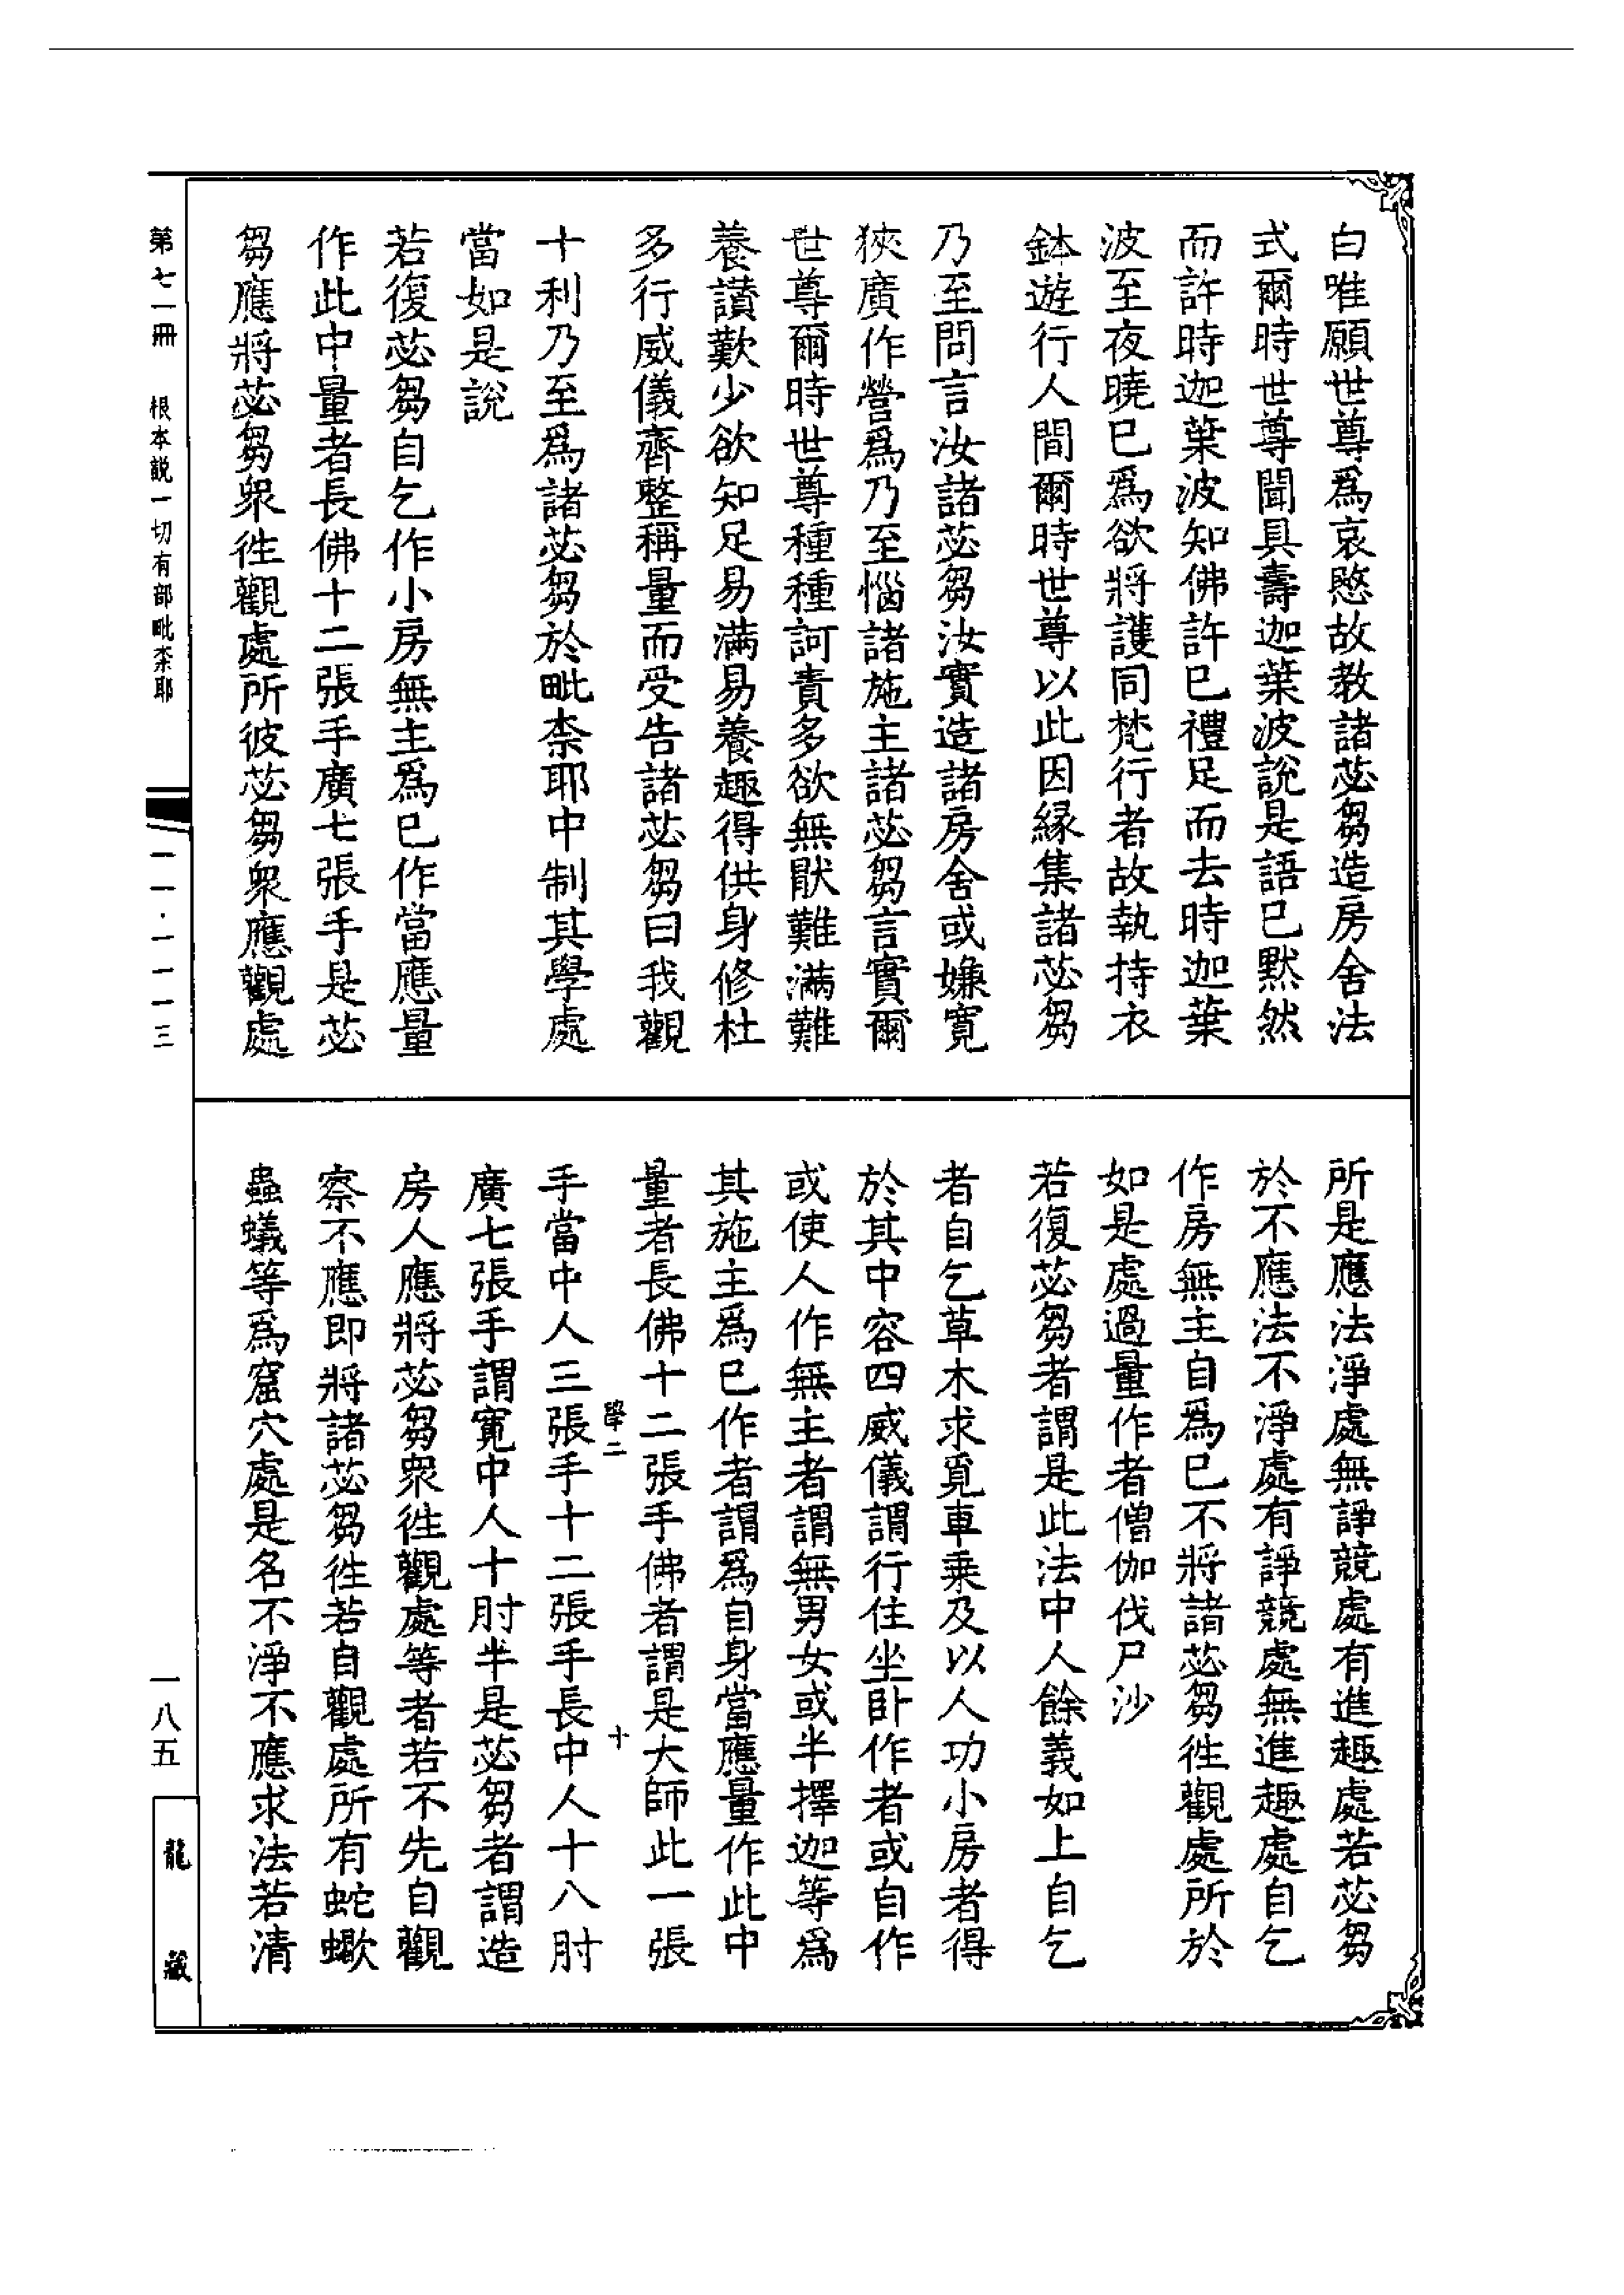 白唯願世尊爲哀愍故教諸苾芻造房舍法
式爾時世尊聞具壽迦葉波說是語已默然
而許時迦葉波知佛許已禮足而去時迦葉
波至夜曉已爲欲將護同梵行者故執持衣
鉢遊行人間爾時世尊以此因緣集諸苾芻
乃至問言汝諸苾芻汝實造諸房舍或嫌寬
狹廣作營爲乃至惱諸施主諸苾芻言實爾
世尊爾時世尊種種訶責多欲無猒難滿難
養讃歎少欲知足易滿易養趣得供身修杜
多行威儀齊整稱量而受告諸苾芻曰我觀
十利乃至爲諸苾芻於毗柰耶中制其學處
當如是說
若復苾芻自乞作小房無主爲已作當應量
作此中量者長佛十二張手廣七張手是苾
芻應將苾芻衆徃觀處所彼苾芻衆應觀處
所是應法淨處無諍競處有進趣處若苾芻
於不應法不淨處有諍競處無進趣處自乞
作房無主自爲已不將諸苾芻徃觀處所於
如是處過量作者僧伽伐尸沙
若復苾芻者謂是此法中人餘義如上自乞
者自乞草木求覓車乗及以人功小房者得
於其中容四威儀謂行住坐卧作者或自作
或使人作無主者謂無男女或半擇迦等爲
其施主爲已作者謂爲自身當應量作此中
量者長佛十二張手佛者謂是大師此一張
十
手當中人三張手十二張手長中人十八肘
廣七張手謂寬中人十肘半是苾芻者謂造
房人應將苾芻衆徃觀處等者若不先自觀
察不應即將諸苾芻徃若自觀處所有蛇蠍
蟲蟻等爲窟穴處是名不淨不應求法若清
第七一冊 根本說一切有部毗柰耶
一一·一一一三
一八五
龍藏